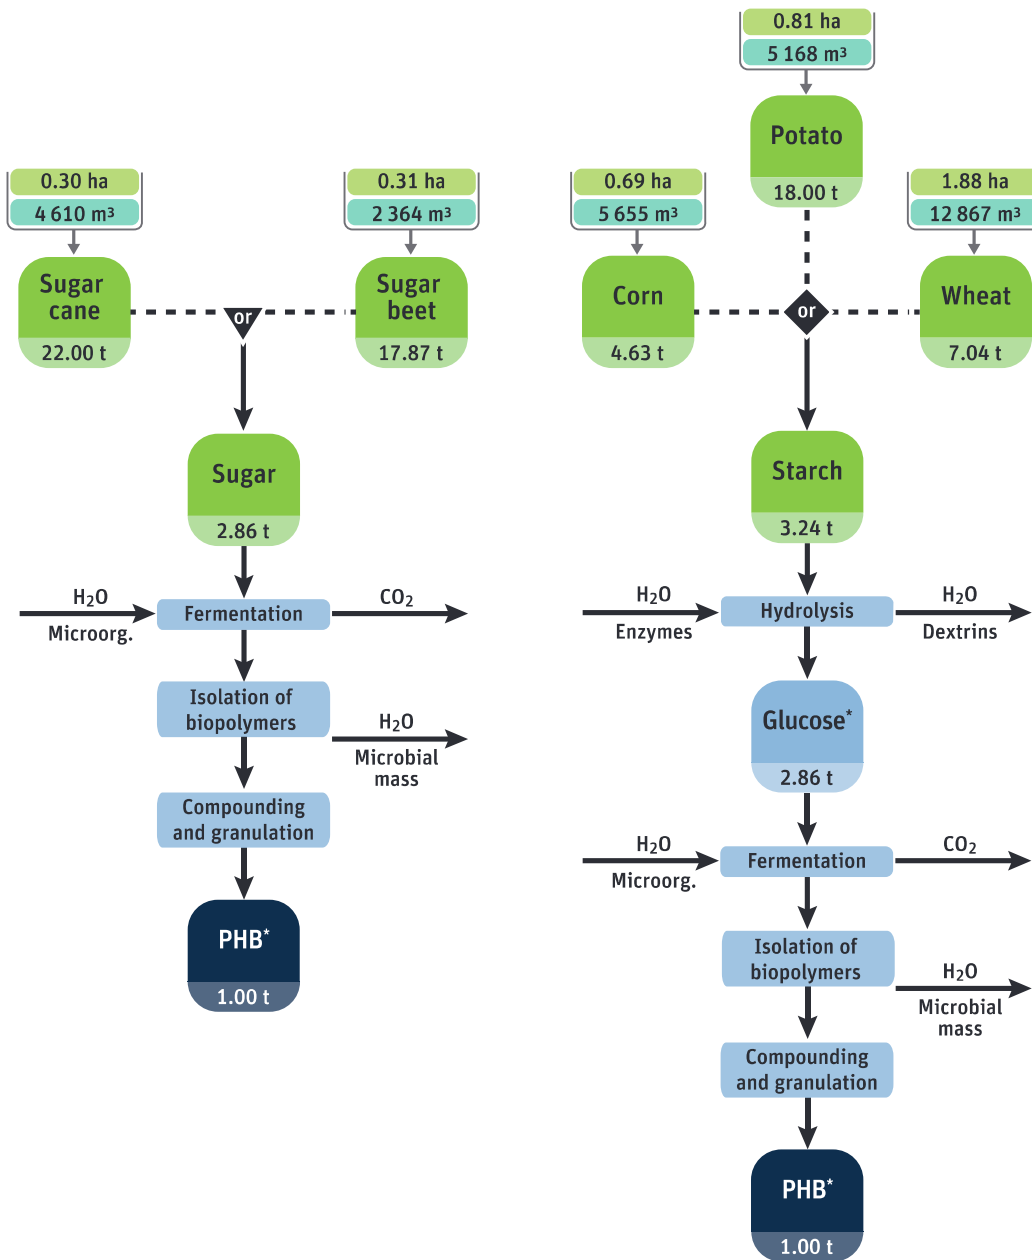 0.30 ha
4 610 m³
Sugar
cane
22.00 t
or
0.31 ha
2 364 m³
Sugar
beet
17.87 t
Sugar
2.86 t
H₂O
Microorg.
Fermentation
CO₂
Isolation of
biopolymers
H₂O
Microbial
mass
Compounding
and granulation
PHB*
1.00 t
0.81 ha
5 168 m³
Potato
18.00 t
0.69 ha
5 655 m³
Corn
4.63 t
or
1.88 ha
12 867 m³
Wheat
7.04 t
Starch
3.24 t
H₂O
Enzymes
Hydrolysis
H₂O
Dextrins
Glucose*
2.86 t
H₂O
Microorg.
Fermentation
CO₂
Isolation of
biopolymers
H₂O
Microbial
mass
Compounding
and granulation
PHB*
1.00 t